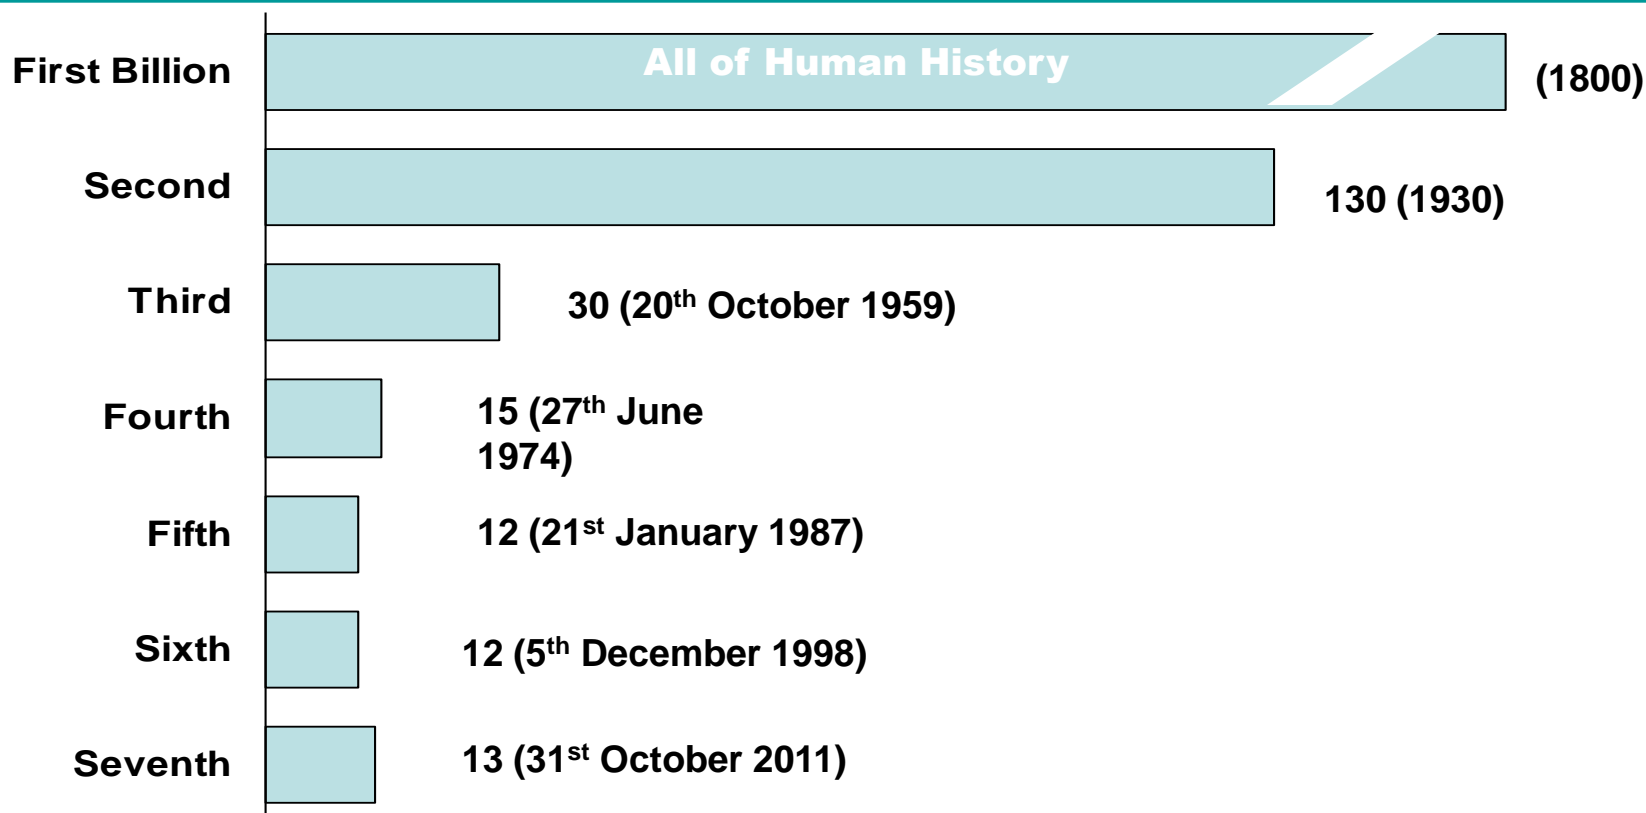 First Billion All of Human History (1800)
Second 130 (1930)
Third 30 (20th October 1959)
Fourth 15 (27th June
1974)
Fifth 12 (21st January 1987)
Sixth 12 (5th December 1998)
Seventh 13 (31st October 2011)